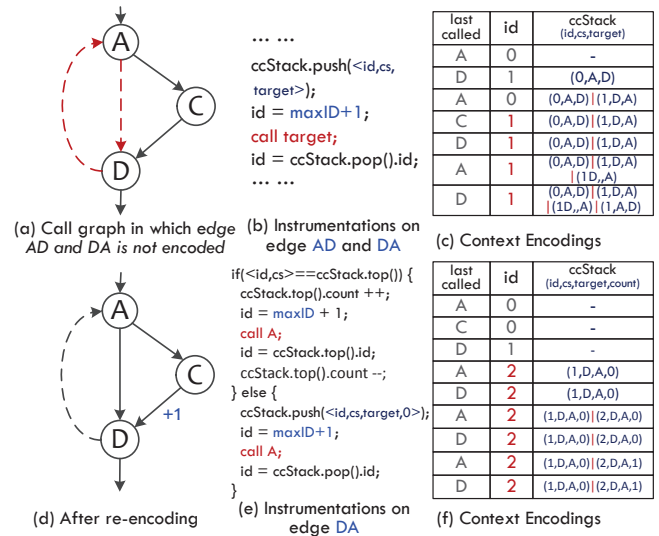 A
C
D
(a) Call graph in which edge
AD and DA is not encoded
... ...
ccStack.push(<id,cs,
target>);
id = maxID+1;
call target;
id = ccStack.pop().id;
... ...
(b) Instrumentations on
edge AD and DA
last called | id | ccStack (id,cs,target)
A | 0 | -
D | 1 | (0,A,D)
A | 0 | (0,A,D)|(1,D,A)
C | 1 | (0,A,D)|(1,D,A)
D | 1 | (0,A,D)|(1,D,A)
A | 1 | (0,A,D)|(1,D,A) |(1D,,A)
D | 1 | (0,A,D)|(1,D,A) |(1D,,A)|(1,A,D)
(c) Context Encodings
A
C
+1
D
(d) After re-encoding
if(<id,cs>==ccStack.top()) {
ccStack.top().count ++;
id = maxID + 1;
call A;
id = ccStack.top().id;
ccStack.top().count --;
} else {
ccStack.push(<id,cs,target,0>);
id = maxID+1;
call A;
id = ccStack.pop().id;
}
(e) Instrumentations on
edge DA
last called | id | ccStack (id,cs,target,count)
A | 0 | -
C | 0 | -
D | 1 | -
A | 2 | (1,D,A,0)
D | 2 | (1,D,A,0)
A | 2 | (1,D,A,0)|(2,D,A,0)
D | 2 | (1,D,A,0)|(2,D,A,0)
A | 2 | (1,D,A,0)|(2,D,A,1)
D | 2 | (1,D,A,0)|(2,D,A,1)
(f) Context Encodings